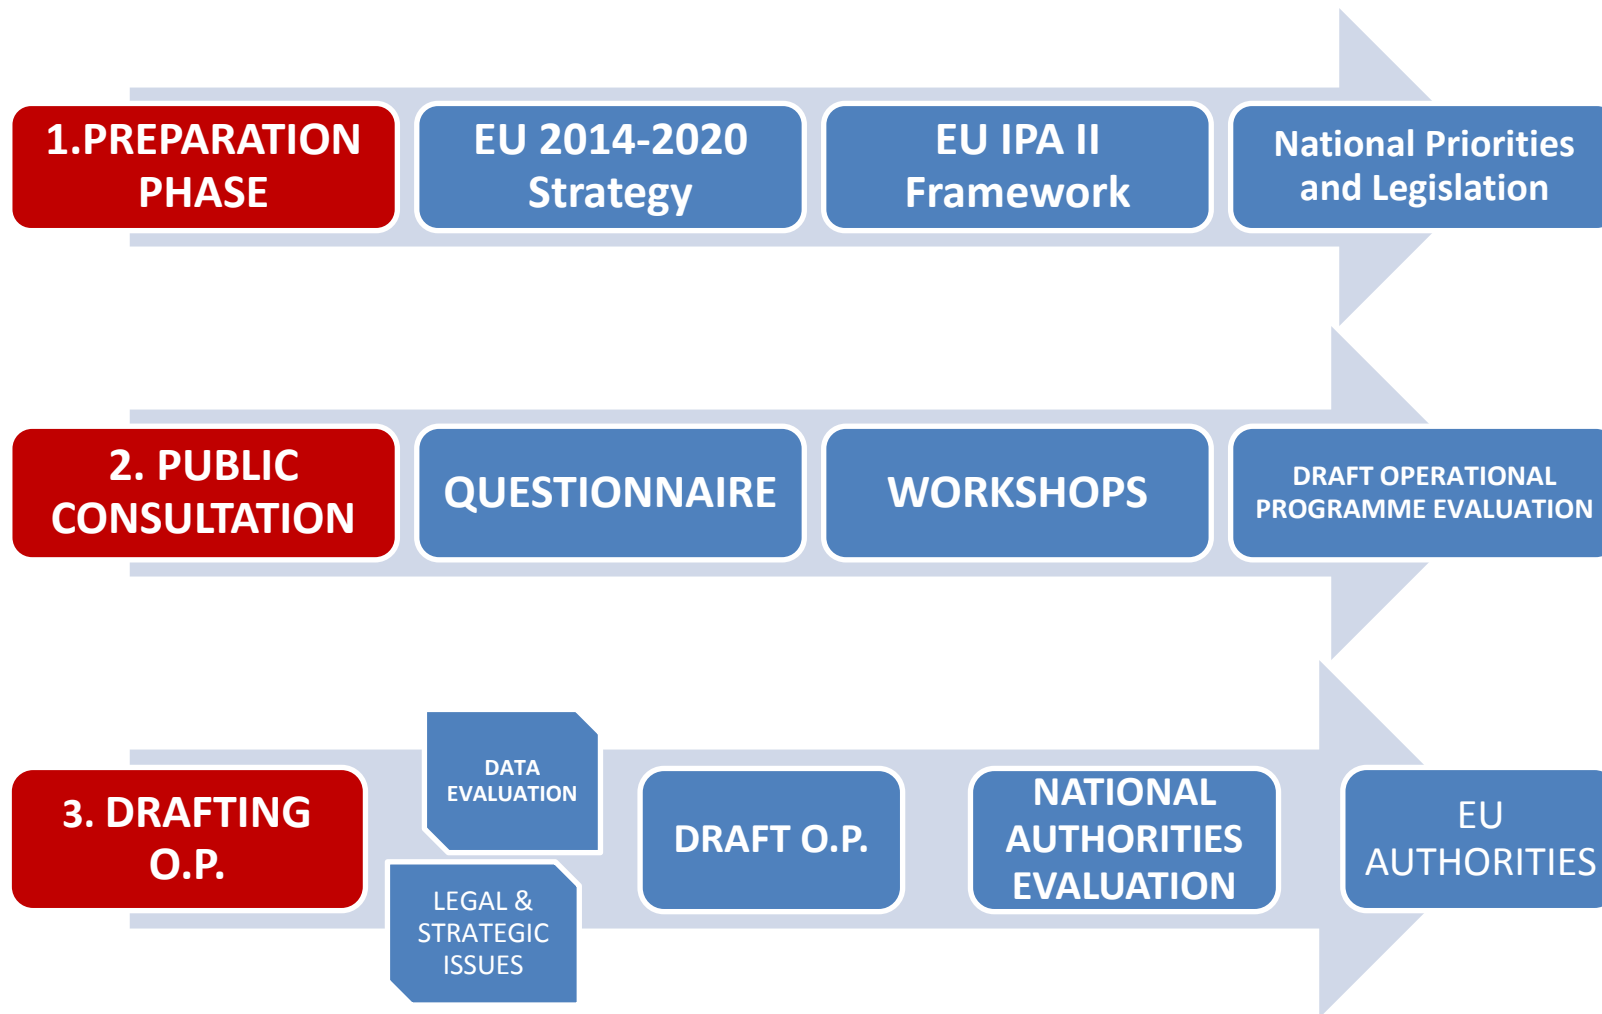 1.PREPARATION
PHASE
EU 2014-2020
Strategy
EU IPA II
Framework
National Priorities
and Legislation
2. PUBLIC
CONSULTATION
QUESTIONNAIRE
WORKSHOPS
DRAFT OPERATIONAL
PROGRAMME EVALUATION
3. DRAFTING
O.P.
DATA
EVALUATION
LEGAL &
STRATEGIC
ISSUES
DRAFT O.P.
NATIONAL
AUTHORITIES
EVALUATION
EU
AUTHORITIES